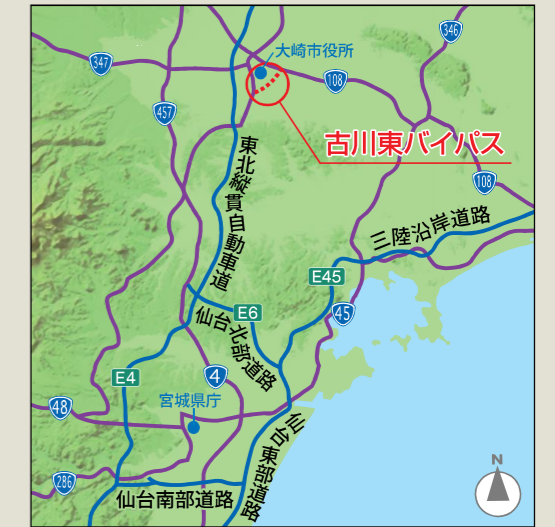 346
347
大崎市役所
108
457
古川東バイパス
東北縦貫自動車道
108
三陸沿岸道路
E45
E6
45
仙台北部道路
E4
4
宮城県庁
48
仙台東部道路
286
仙台南部道路
N